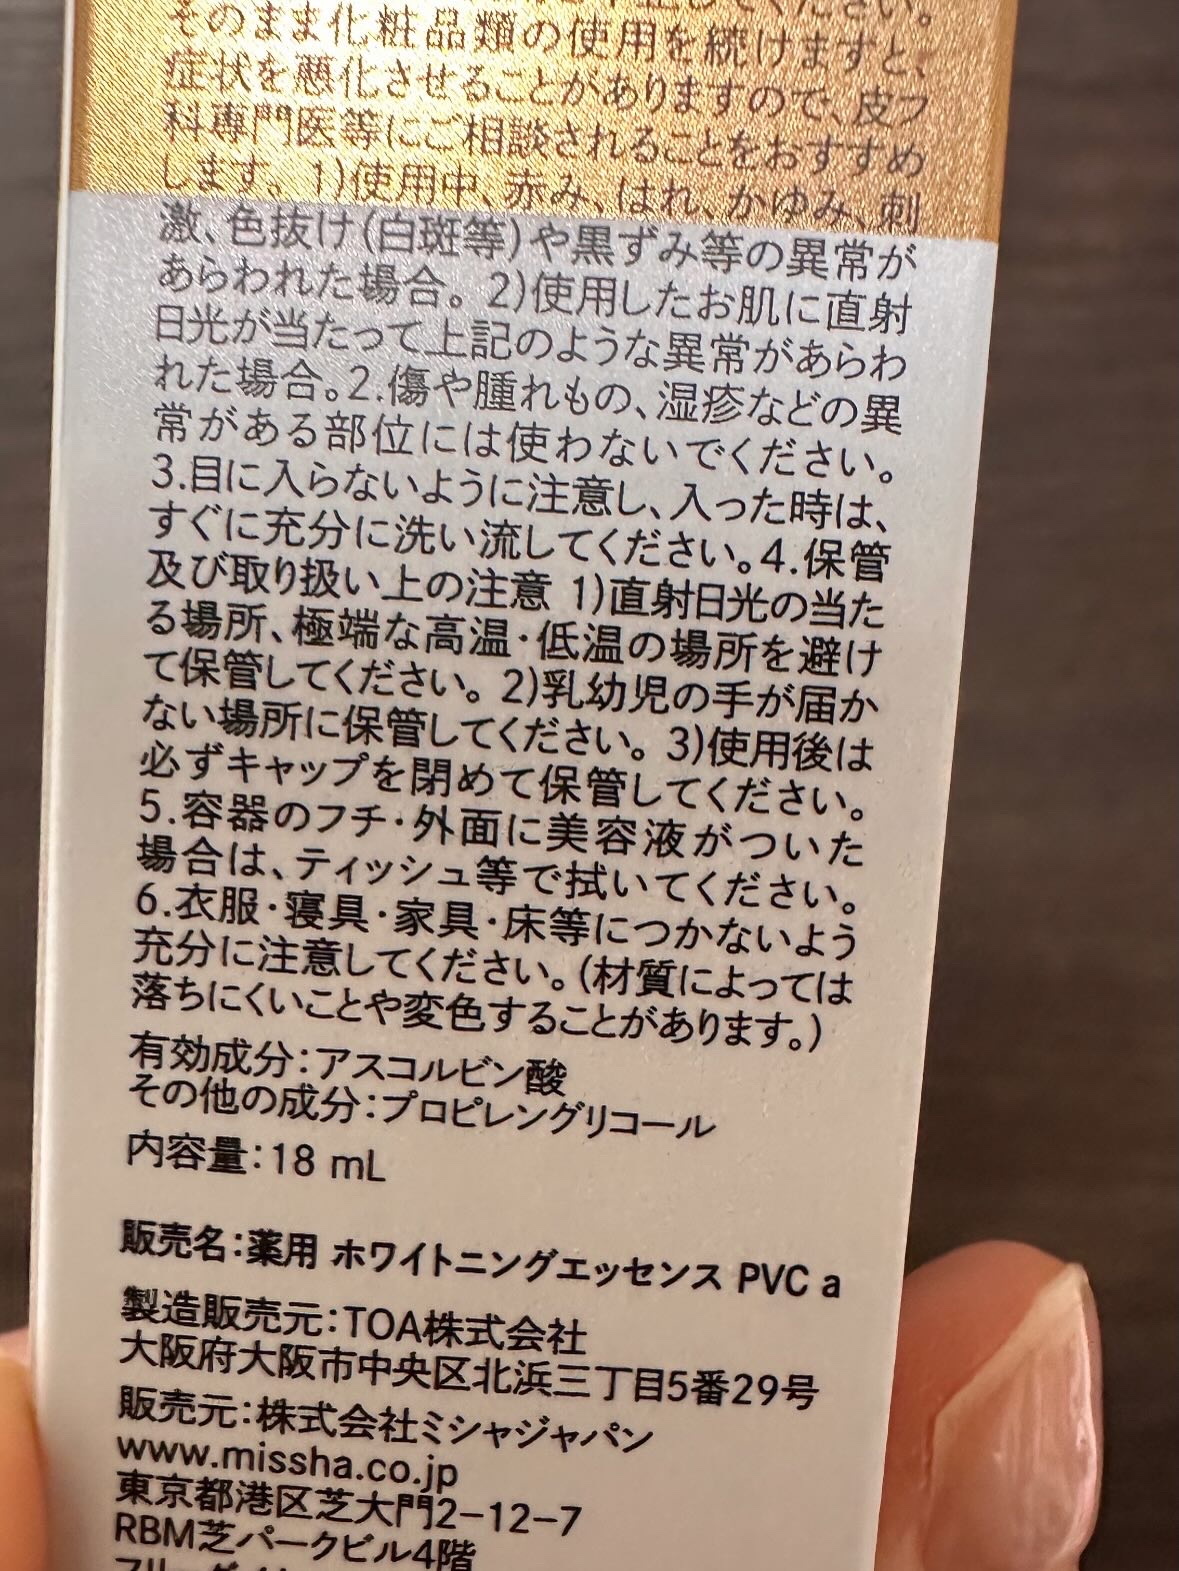 てください。
そのまま化粧品類の使用を続けますと、
症状を悪化させることがありますので、皮フ
科専門医等にご相談されることをおすすめ
します。1)使用中、赤み、はれ、かゆみ、刺
激、色抜け(白斑等)や黒ずみ等の異常が
あらわれた場合。2)使用したお肌に直射
日光が当たって上記のような異常があらわ
れた場合。2.傷や腫れもの、湿疹などの異
常がある部位には使わないでください。
3.目に入らないように注意し、入った時は、
すぐに充分に洗い流してください。4.保管
及び取り扱い上の注意 1)直射日光の当た
る場所、極端な高温・低温の場所を避け
て保管してください。2)乳幼児の手が届か
ない場所に保管してください。3)使用後は
必ずキャップを閉めて保管してください。
5.容器のフチ・外面に美容液がついた
場合は、ティッシュ等で拭いてください。
6.衣服・寝具・家具・床等につかないよう
充分に注意してください。(材質によっては
落ちにくいことや変色することがあります。)
有効成分:アスコルビン酸
その他の成分:プロピレングリコール
内容量:18 mL
販売名:薬用 ホワイトニングエッセンス PVC a
製造販売元:TOA株式会社
大阪府大阪市中央区北浜三丁目5番29号
販売元:株式会社ミシャジャパン
www.missha.co.jp
東京都港区芝大門2-12-7
RBM芝パークビル4階